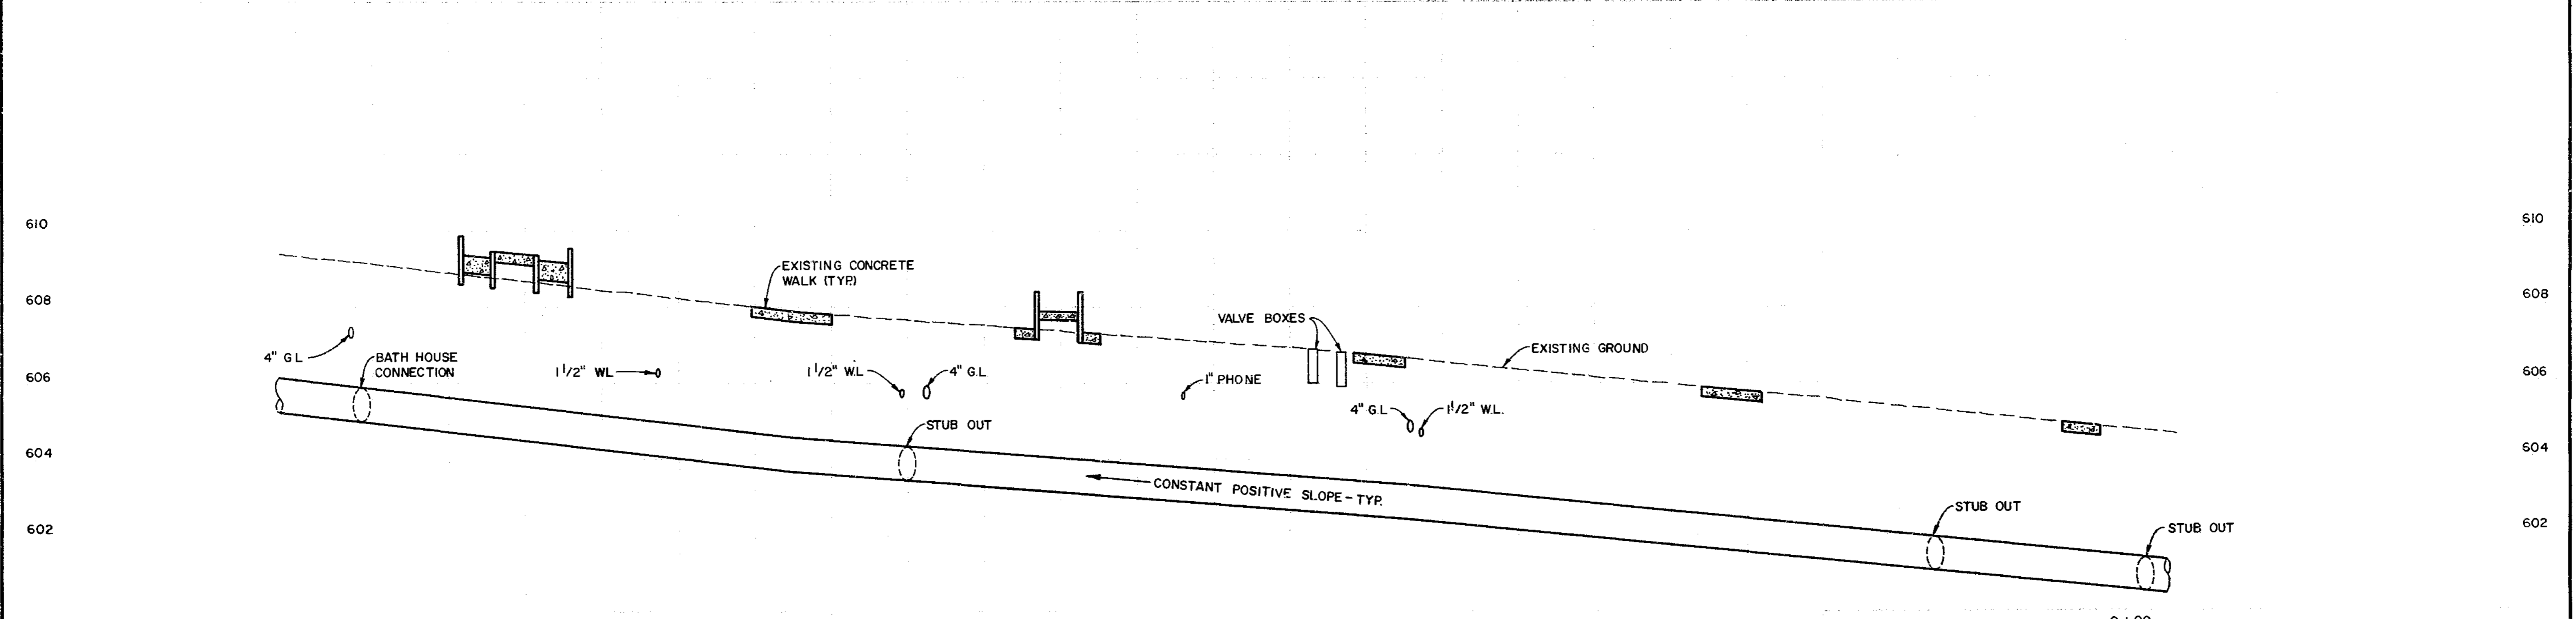 610
610
EXISTING CONCRETE
WALK (TYP.)
608
608
VALVE BOXES
EXISTING GROUND
4" G L
BATH HOUSE
CONNECTION
1 1/2" WL
1 1/2" W.L
4" G.L
1" PHONE
606
606
4" G.L
1 1/2" W.L.
STUB OUT
604
604
CONSTANT POSITIVE SLOPE-TYP.
STUB OUT
STUB OUT
602
602